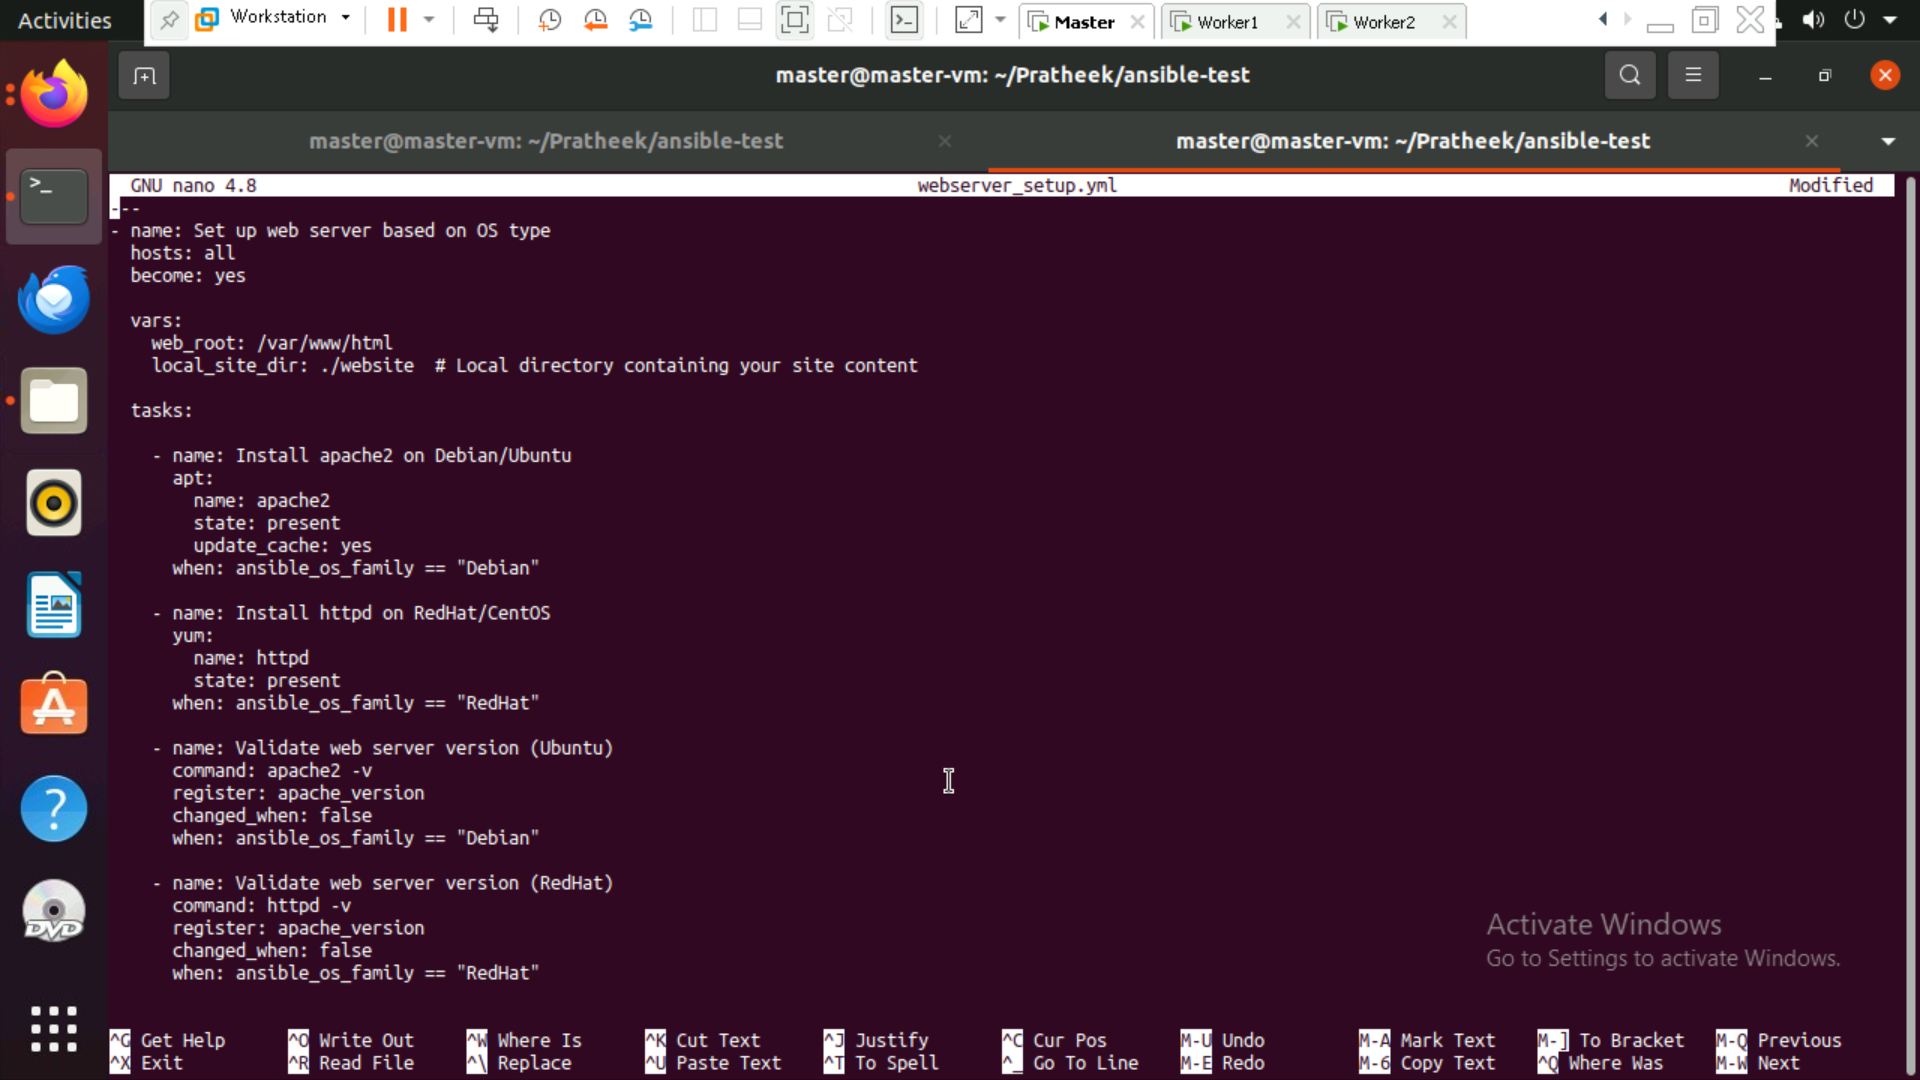 Activities
Workstation
Master
Worker1
Worker2
master@master-vm: ~/Pratheek/ansible-test
master@master-vm: ~/Pratheek/ansible-test
master@master-vm: ~/Pratheek/ansible-test
GNU nano 4.8 webserver_setup.yml Modified
---
- name: Set up web server based on OS type
hosts: all
become: yes
vars:
web_root: /var/www/html
local_site_dir: ./website # Local directory containing your site content
tasks:
- name: Install apache2 on Debian/Ubuntu
apt:
name: apache2
state: present
update_cache: yes
when: ansible_os_family == "Debian"
- name: Install httpd on RedHat/CentOS
yum:
name: httpd
state: present
when: ansible_os_family == "RedHat"
- name: Validate web server version (Ubuntu)
command: apache2 -v
register: apache_version
changed_when: false
when: ansible_os_family == "Debian"
- name: Validate web server version (RedHat)
command: httpd -v
register: apache_version
changed_when: false
when: ansible_os_family == "RedHat"
Activate Windows
Go to Settings to activate Windows.
^G Get Help ^O Write Out ^W Where Is ^K Cut Text ^J Justify ^C Cur Pos M-U Undo M-A Mark Text M-] To Bracket M-Q Previous
^X Exit ^R Read File ^\ Replace ^U Paste Text ^T To Spell ^_ Go To Line M-E Redo M-6 Copy Text ^Q Where Was M-W Next
DVD